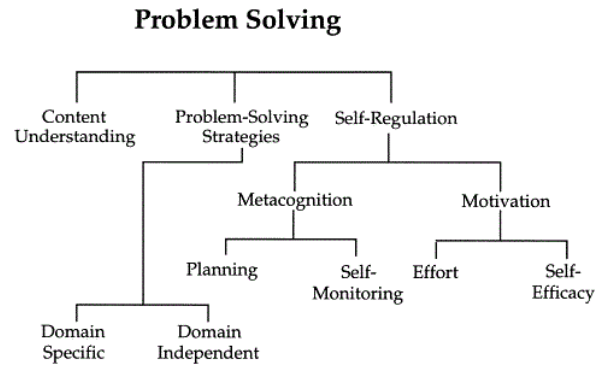 Problem Solving
Content
Understanding
Problem-Solving
Strategies
Self-Regulation
Metacognition
Motivation
Planning
Self-
Monitoring
Effort
Self-
Efficacy
Domain
Specific
Domain
Independent